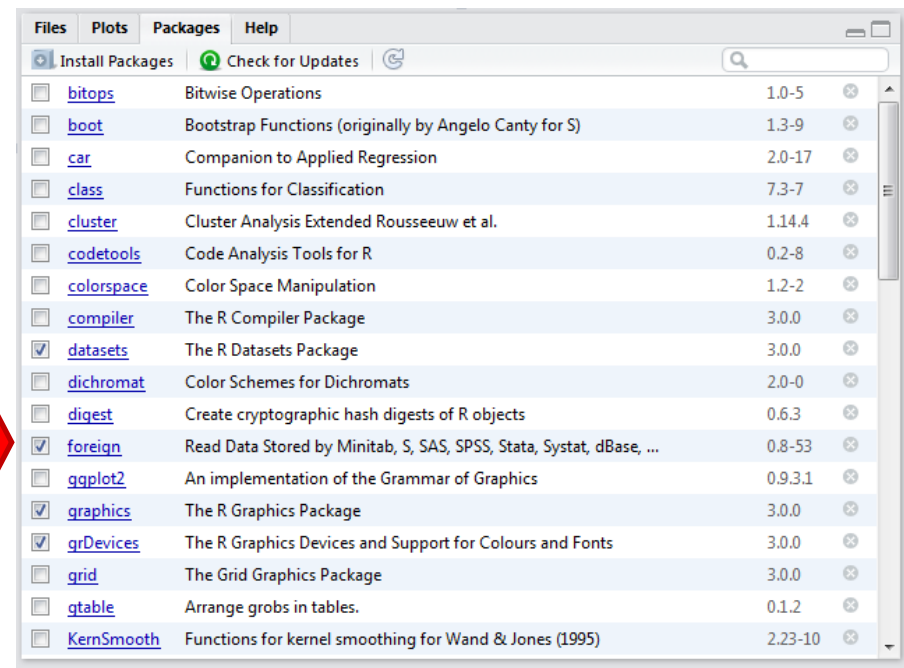 Files Plots Packages Help
Install Packages Check for Updates
bitops Bitwise Operations 1.0-5
boot Bootstrap Functions (originally by Angelo Canty for S) 1.3-9
car Companion to Applied Regression 2.0-17
class Functions for Classification 7.3-7
cluster Cluster Analysis Extended Rousseeuw et al. 1.14.4
codetools Code Analysis Tools for R 0.2-8
colorspace Color Space Manipulation 1.2-2
compiler The R Compiler Package 3.0.0
datasets The R Datasets Package 3.0.0
dichromat Color Schemes for Dichromats 2.0-0
digest Create cryptographic hash digests of R objects 0.6.3
foreign Read Data Stored by Minitab, S, SAS, SPSS, Stata, Systat, dBase, ... 0.8-53
ggplot2 An implementation of the Grammar of Graphics 0.9.3.1
graphics The R Graphics Package 3.0.0
grDevices The R Graphics Devices and Support for Colours and Fonts 3.0.0
grid The Grid Graphics Package 3.0.0
gtable Arrange grobs in tables. 0.1.2
KernSmooth Functions for kernel smoothing for Wand & Jones (1995) 2.23-10